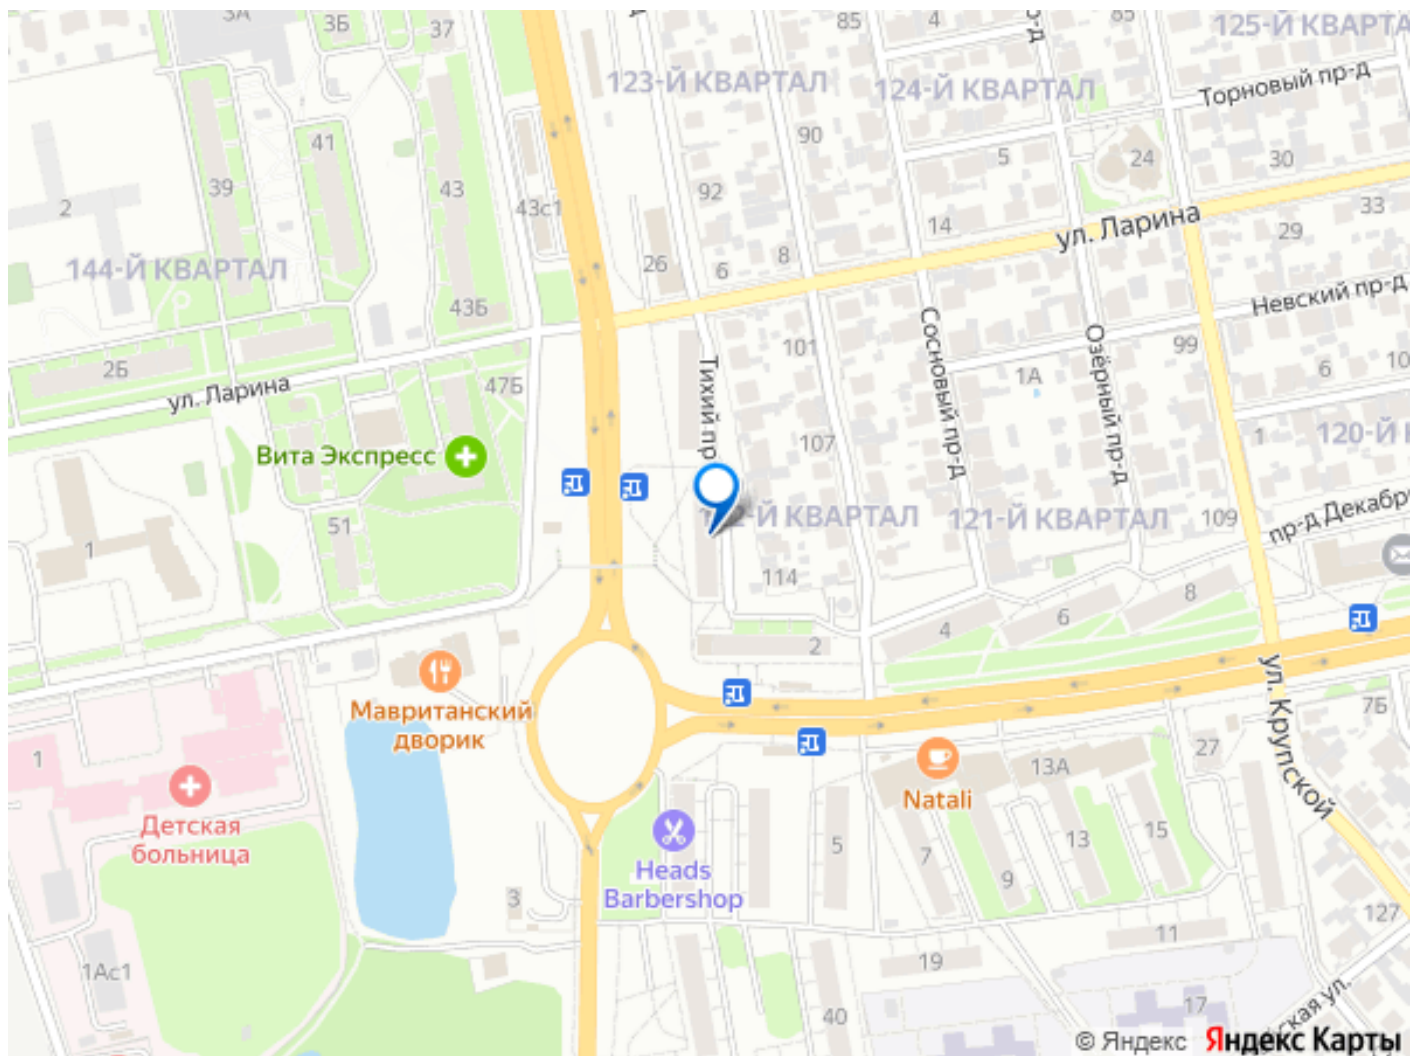 3А
3Б
37
85
4
85
125-Й КВАРТА
123-Й КВАРТАЛ
124-Й КВАРТАЛ
Торновый пр-д
41
90
5
24
30
39
43
2
43с1
92
14
ул. Ларина
33
29
144-Й КВАРТАЛ
26
6
8
43Б
Невский пр-д
Сосновый пр-д
Озёрный пр-д
99
101
2Б
ул. Ларина
47Б
Тихий пр
1А
6
10
Вита Экспресс
107
1
120-Й К
51
-Й КВАРТАЛ
121-Й КВАРТАЛ
109
пр-д Декабри
1
114
8
6
4
2
Мавританский
дворик
ул. Крупской
7Б
1
27
13А
Natali
Детская
больница
Heads
Barbershop
5
7
13
15
9
3
127
11
19
1Ас1
17
ская ул.
40
© Яндекс Яндекс Карты